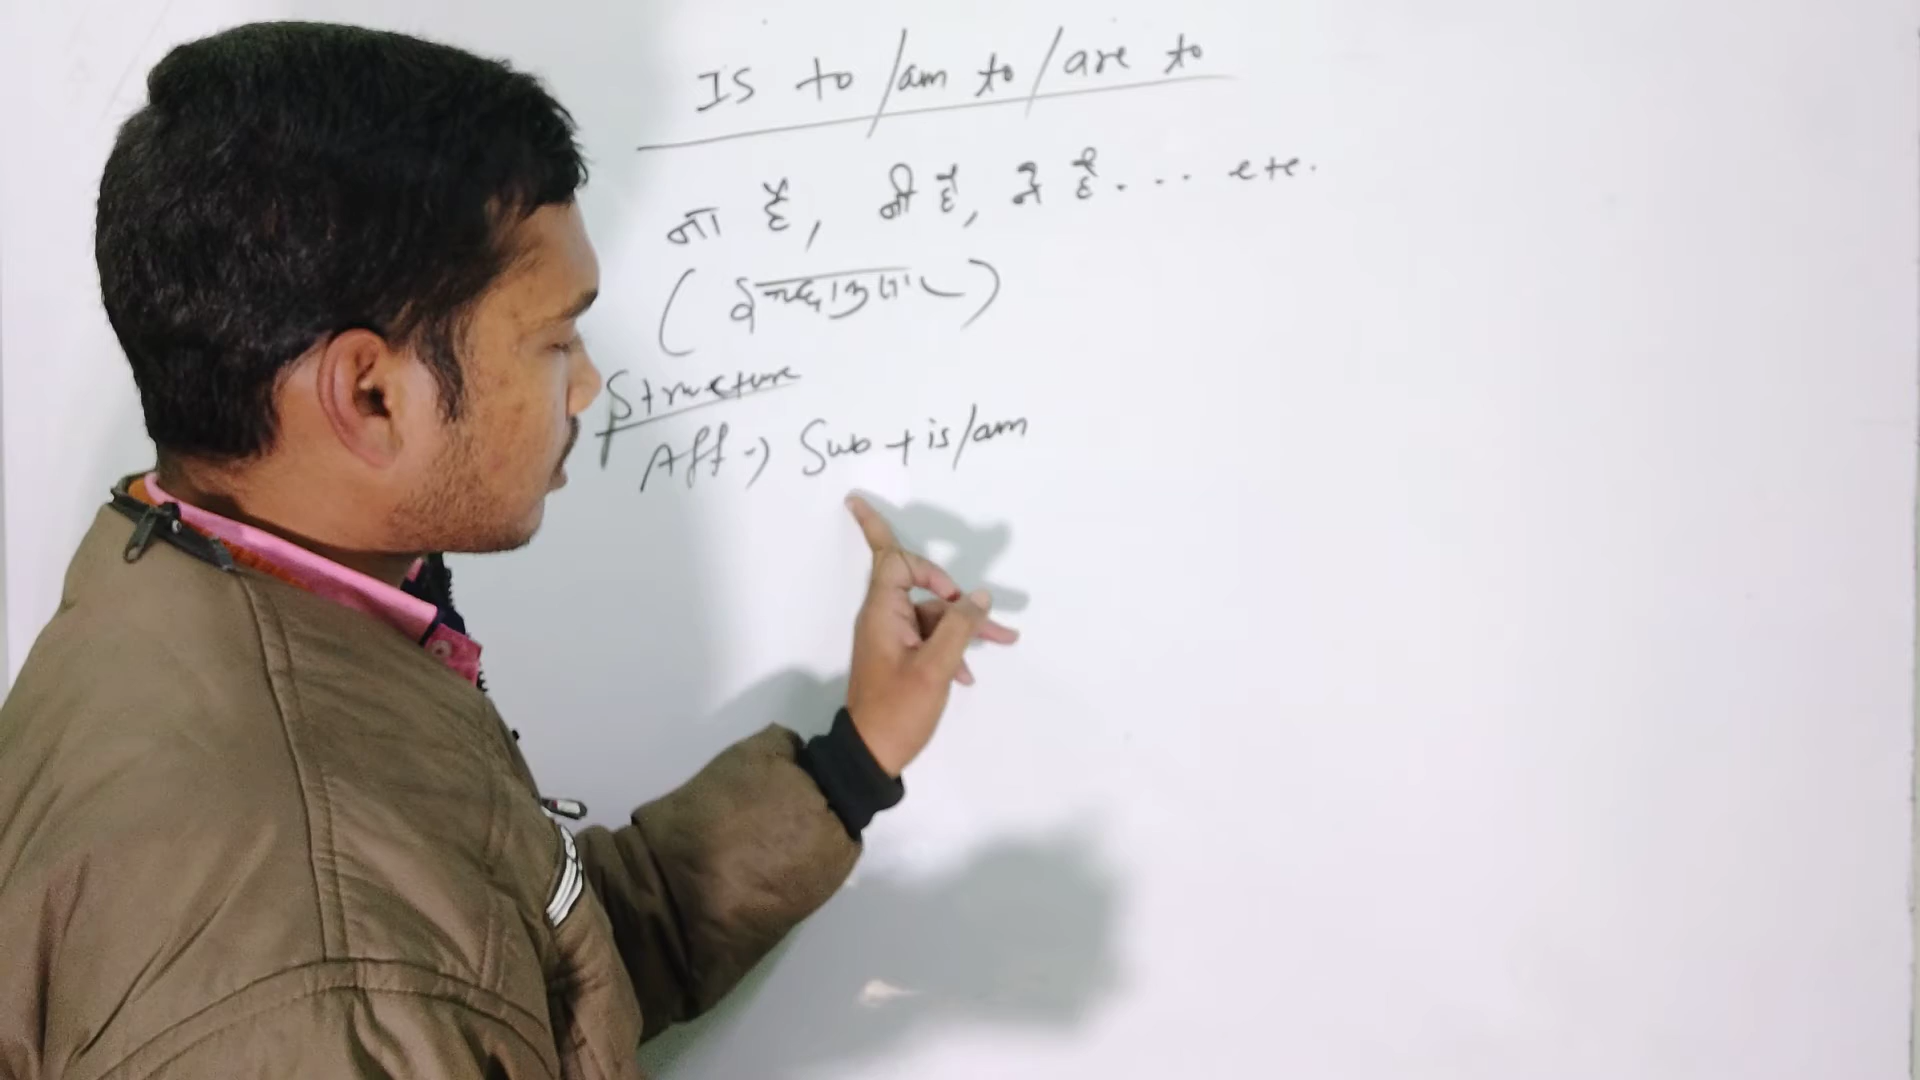 IS to / am to / are to
ना है, नी है, ने है... etc.
(इच्छानुसार)
Structure
Aff → Sub + is/am